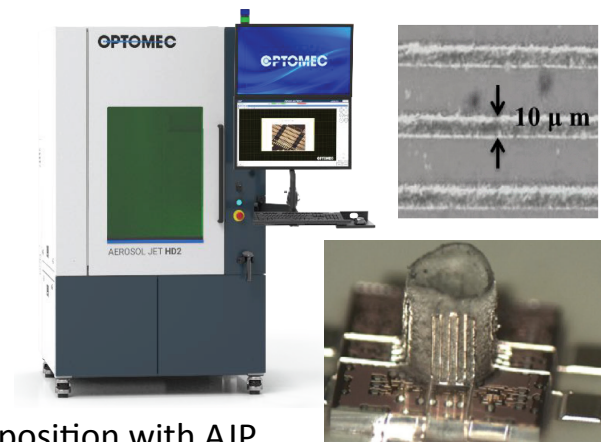 OPTOMEC
OPTOMEC
10 μ m
OPTOMEC
AEROSOL JET HD2
position with AJP